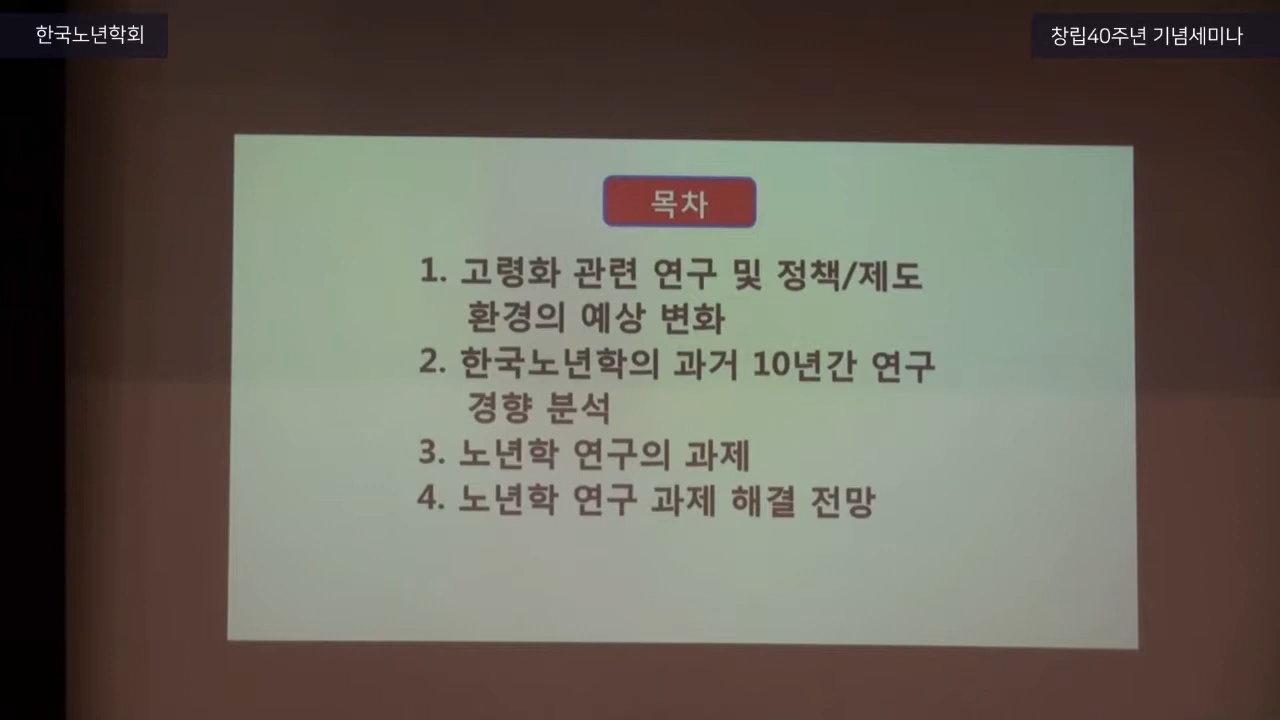 한국노년학회
창립40주년 기념세미나
목차
1. 고령화 관련 연구 및 정책/제도
환경의 예상 변화
2. 한국노년학의 과거 10년간 연구
경향 분석
3. 노년학 연구의 과제
4. 노년학 연구 과제 해결 전망